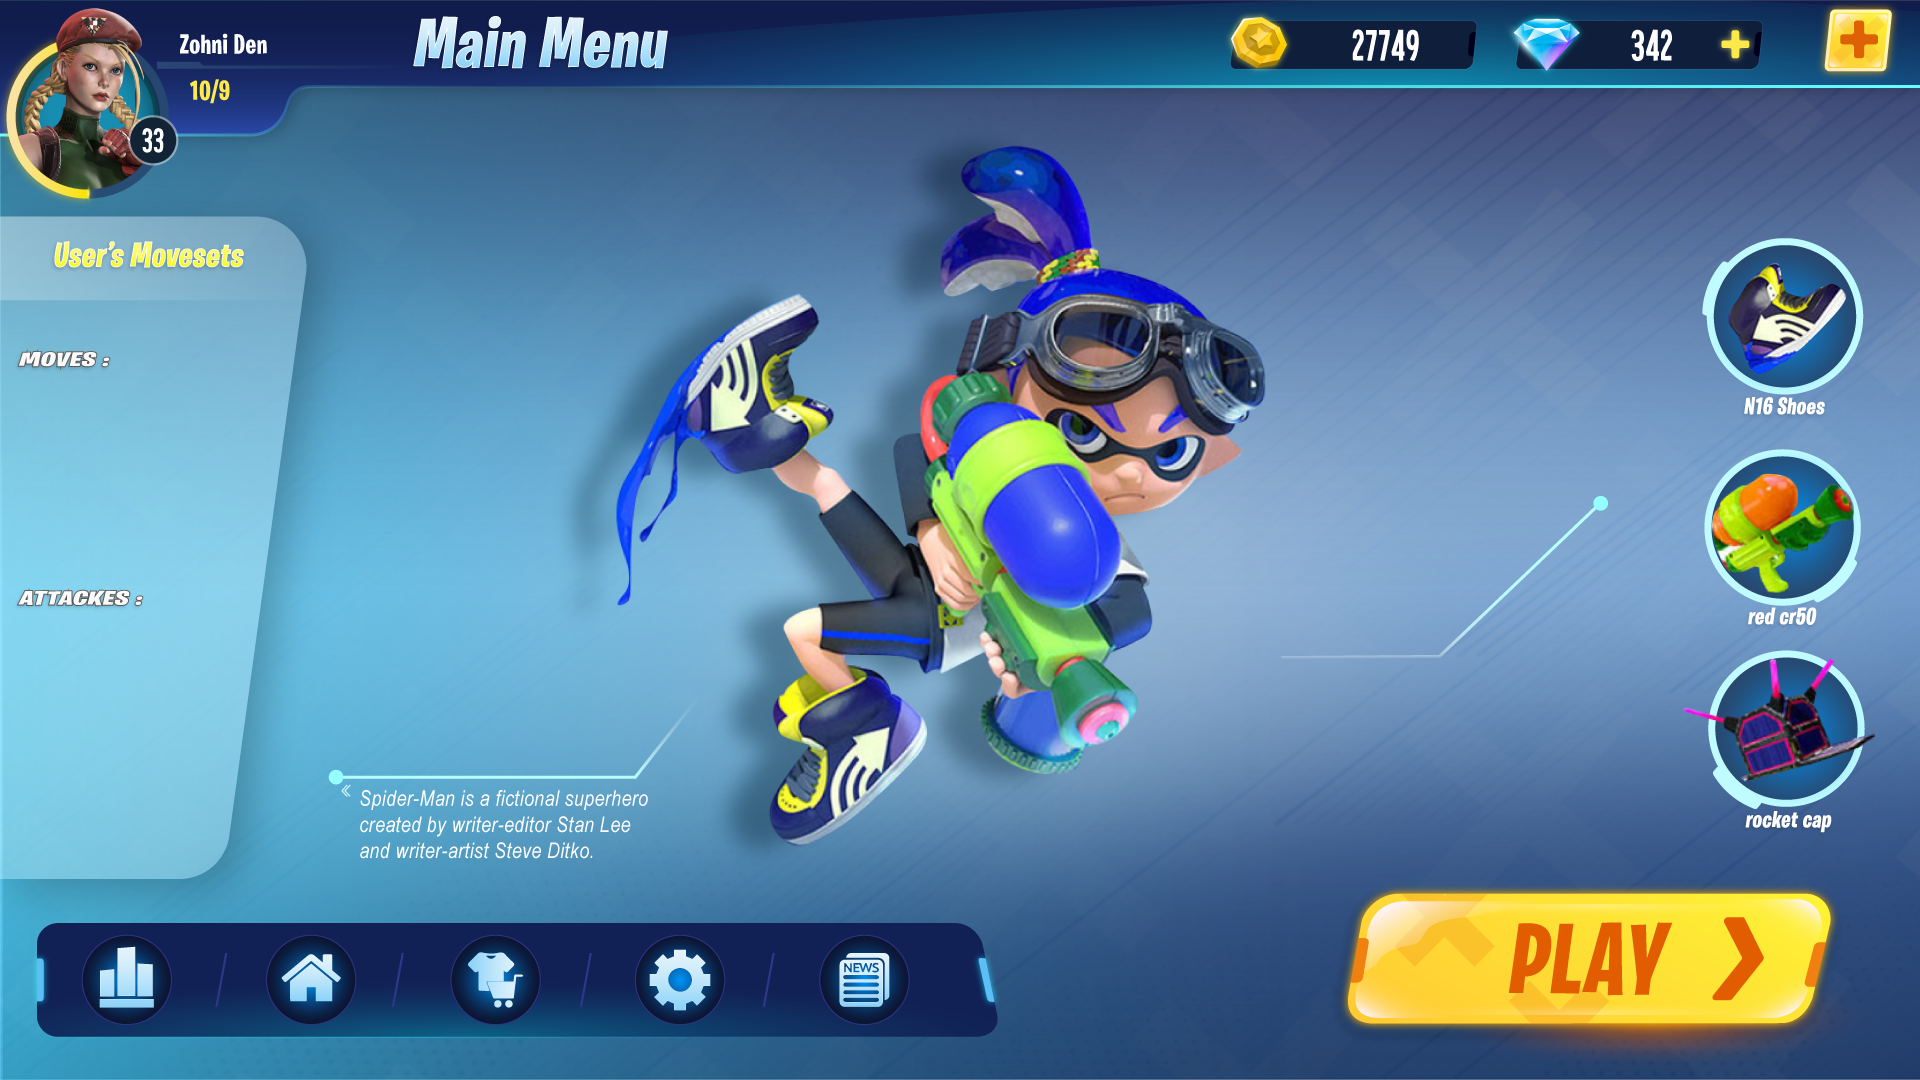 Zohni Den
10/9
33
Main Menu
27749
342
User's Movesets
MOVES :
ATTACKES :
N16 Shoes
red cr50
rocket cap
« Spider-Man is a fictional superhero
created by writer-editor Stan Lee
and writer-artist Steve Ditko.
NEWS
PLAY